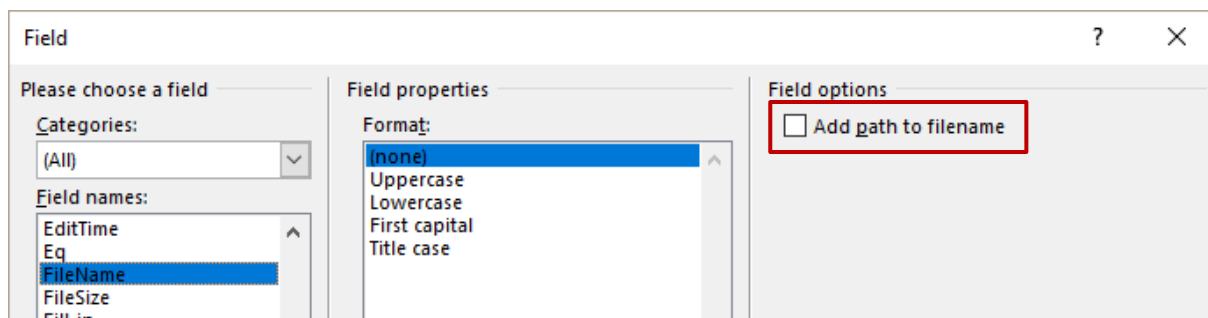 Field ?
Please choose a field
Categories:
(All)
Field names:
EditTime
Eq
FileName
FileSize
Field properties
Format:
(none)
Uppercase
Lowercase
First capital
Title case
Field options
Add path to filename